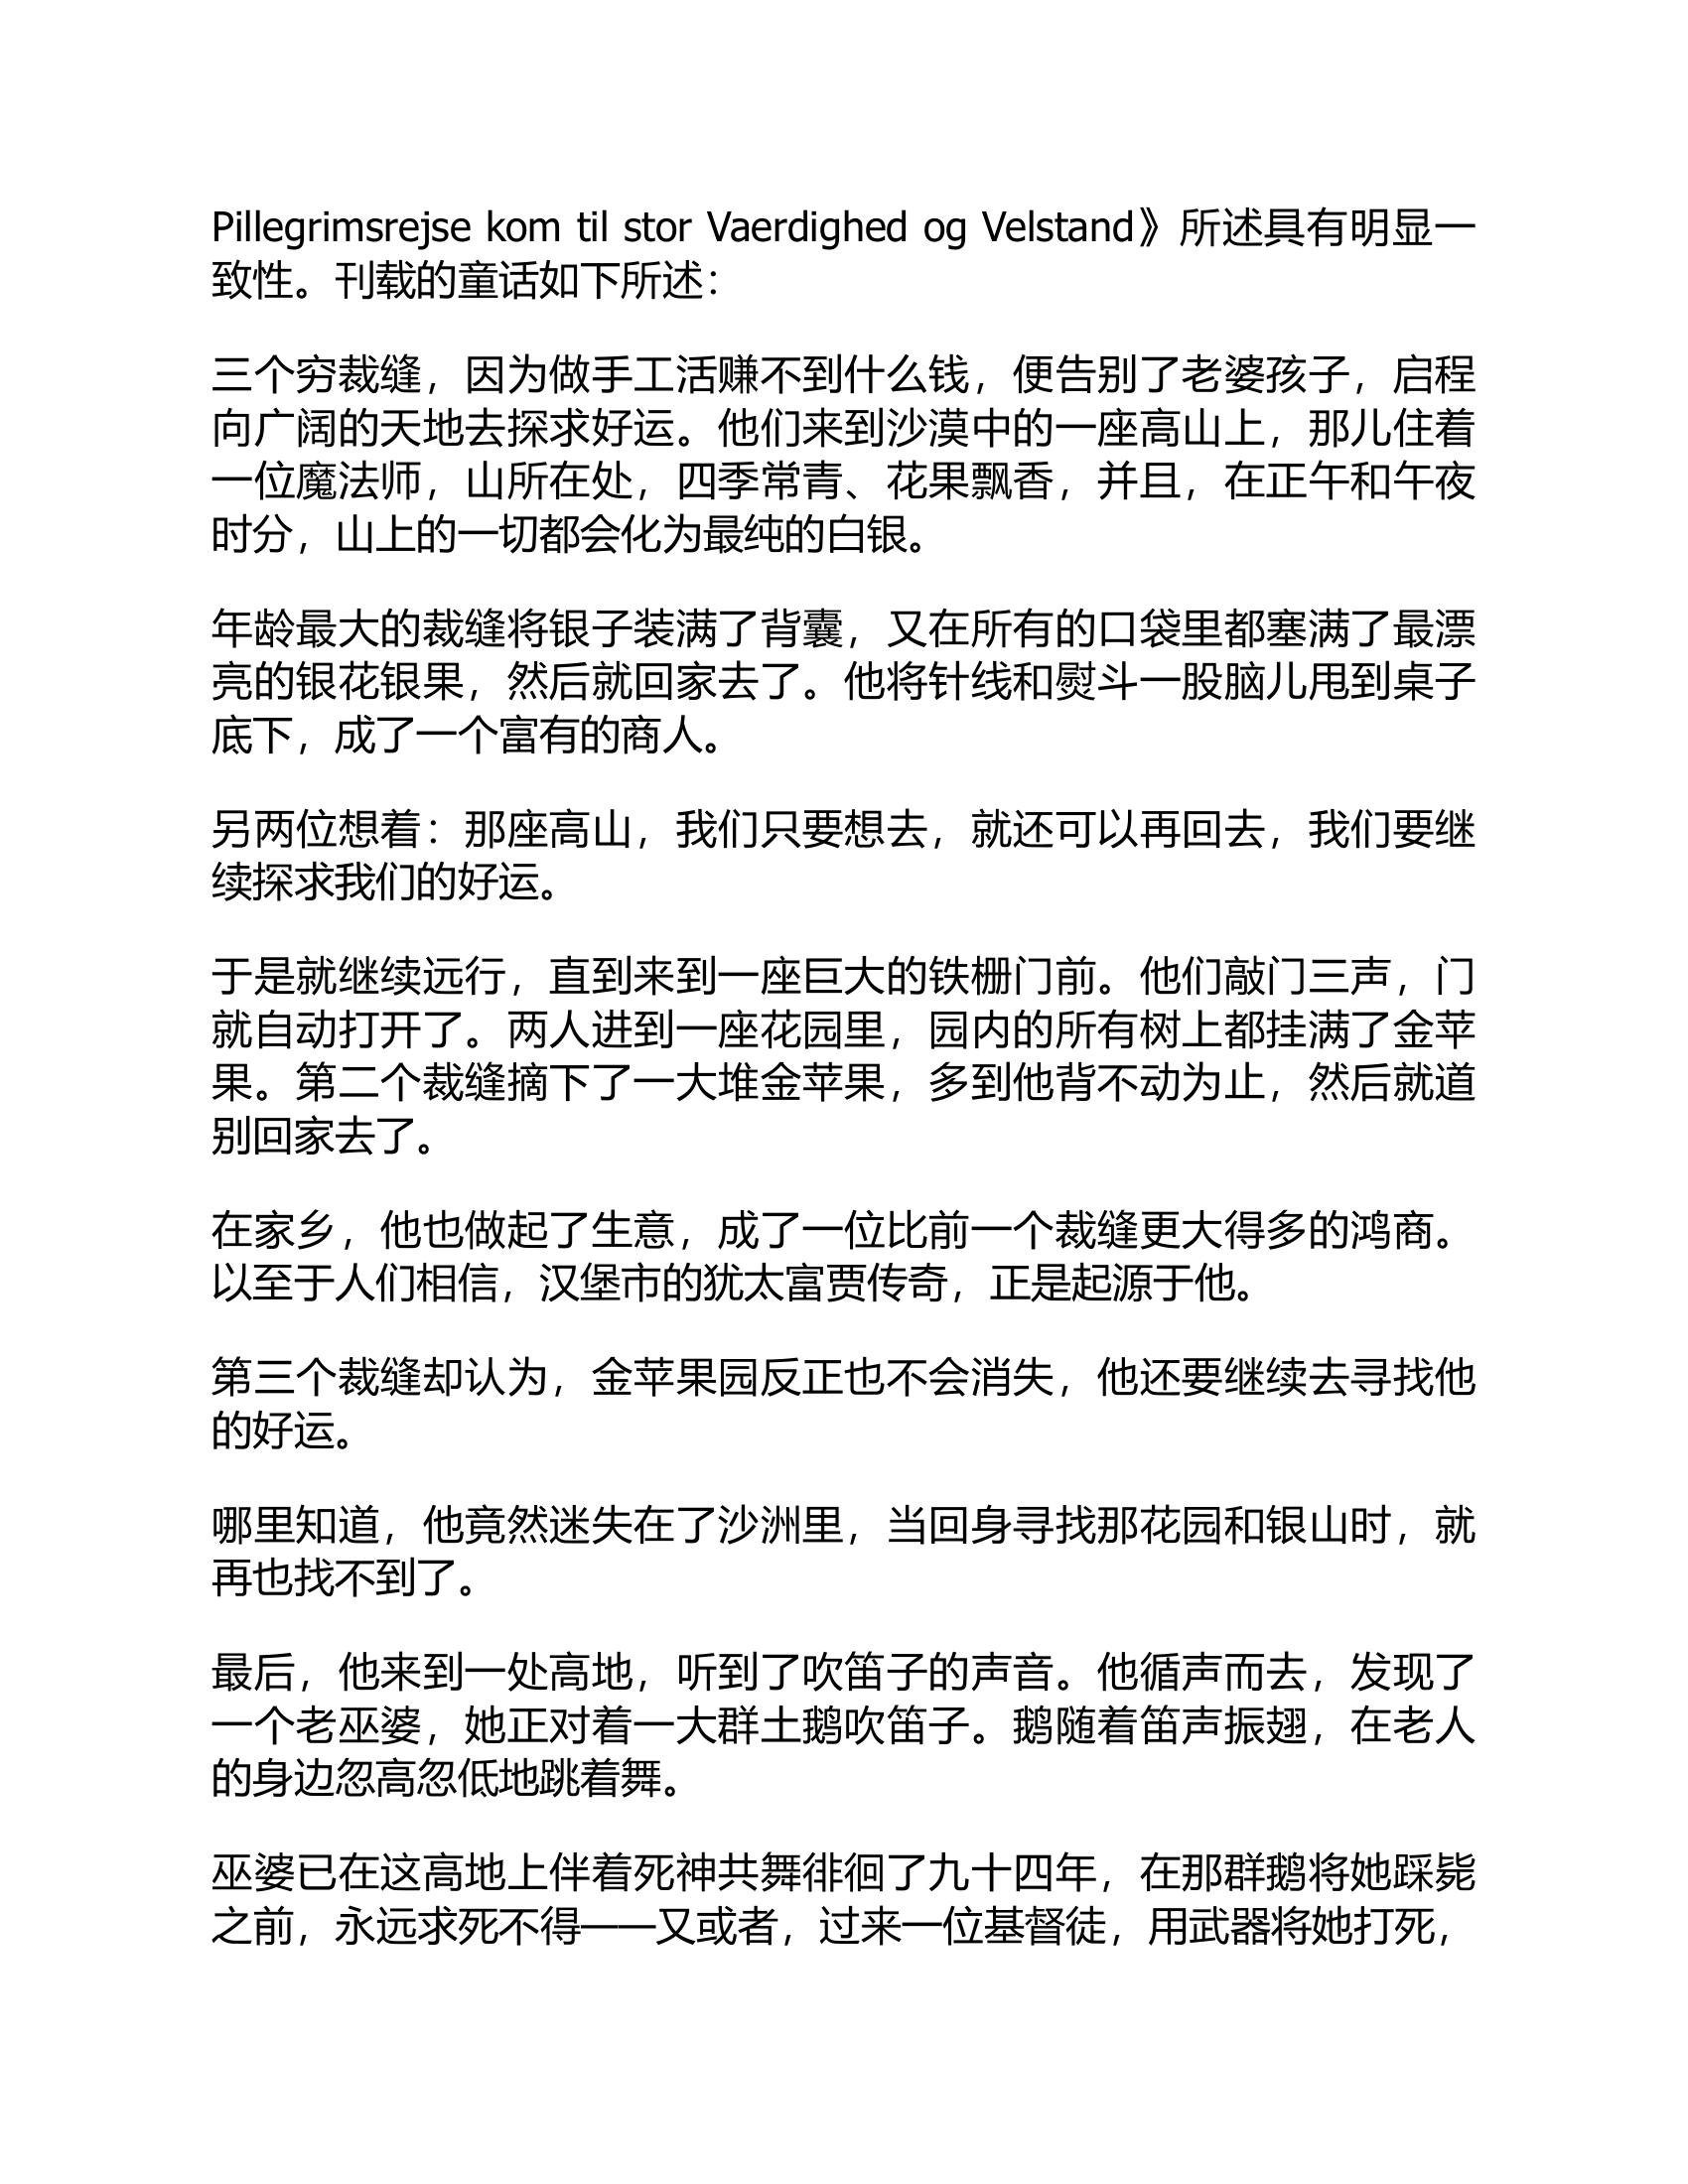 Pillegrimsrejse kom til stor Vaerdighed og Velstand》所述具有明显一
致性。刊载的童话如下所述：
三个穷裁缝，因为做手工活赚不到什么钱，便告别了老婆孩子，启程
向广阔的天地去探求好运。他们来到沙漠中的一座高山上，那儿住着
一位魔法师，山所在处，四季常青、花果飘香，并且，在正午和午夜
时分，山上的一切都会化为最纯的白银。
年龄最大的裁缝将银子装满了背囊，又在所有的口袋里都塞满了最漂
亮的银花银果，然后就回家去了。他将针线和熨斗一股脑儿甩到桌子
底下，成了一个富有的商人。
另两位想着：那座高山，我们只要想去，就还可以再回去，我们要继
续探求我们的好运。
于是就继续远行，直到来到一座巨大的铁栅门前。他们敲门三声，门
就自动打开了。两人进到一座花园里，园内的所有树上都挂满了金苹
果。第二个裁缝摘下了一大堆金苹果，多到他背不动为止，然后就道
别回家去了。
在家乡，他也做起了生意，成了一位比前一个裁缝更大得多的鸿商。
以至于人们相信，汉堡市的犹太富贾传奇，正是起源于他。
第三个裁缝却认为，金苹果园反正也不会消失，他还要继续去寻找他
的好运。
哪里知道，他竟然迷失在了沙洲里，当回身寻找那花园和银山时，就
再也找不到了。
最后，他来到一处高地，听到了吹笛子的声音。他循声而去，发现了
一个老巫婆，她正对着一大群土鹅吹笛子。鹅随着笛声振翅，在老人
的身边忽高忽低地跳着舞。
巫婆已在这高地上伴着死神共舞徘徊了九十四年，在那群鹅将她踩毙
之前，永远求死不得——又或者，过来一位基督徒，用武器将她打死，